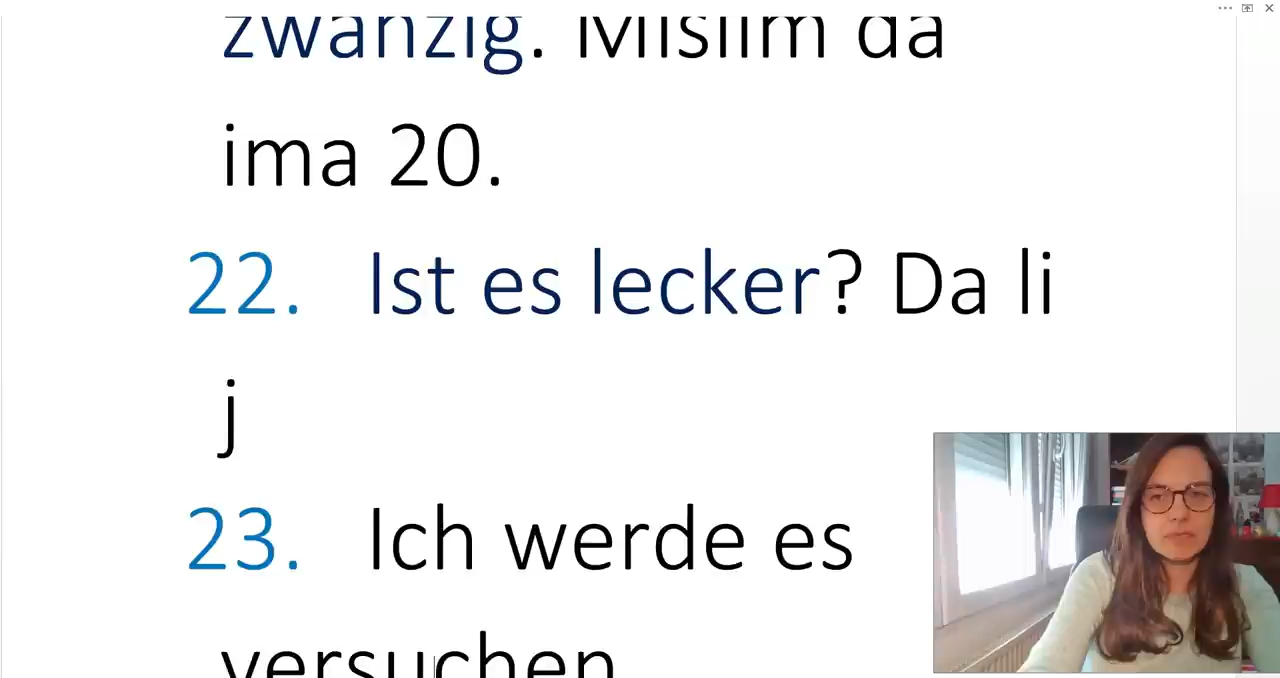 zwanzig. Mislim da
ima 20.
22. Ist es lecker? Da li
j
23. Ich werde es
versuchen